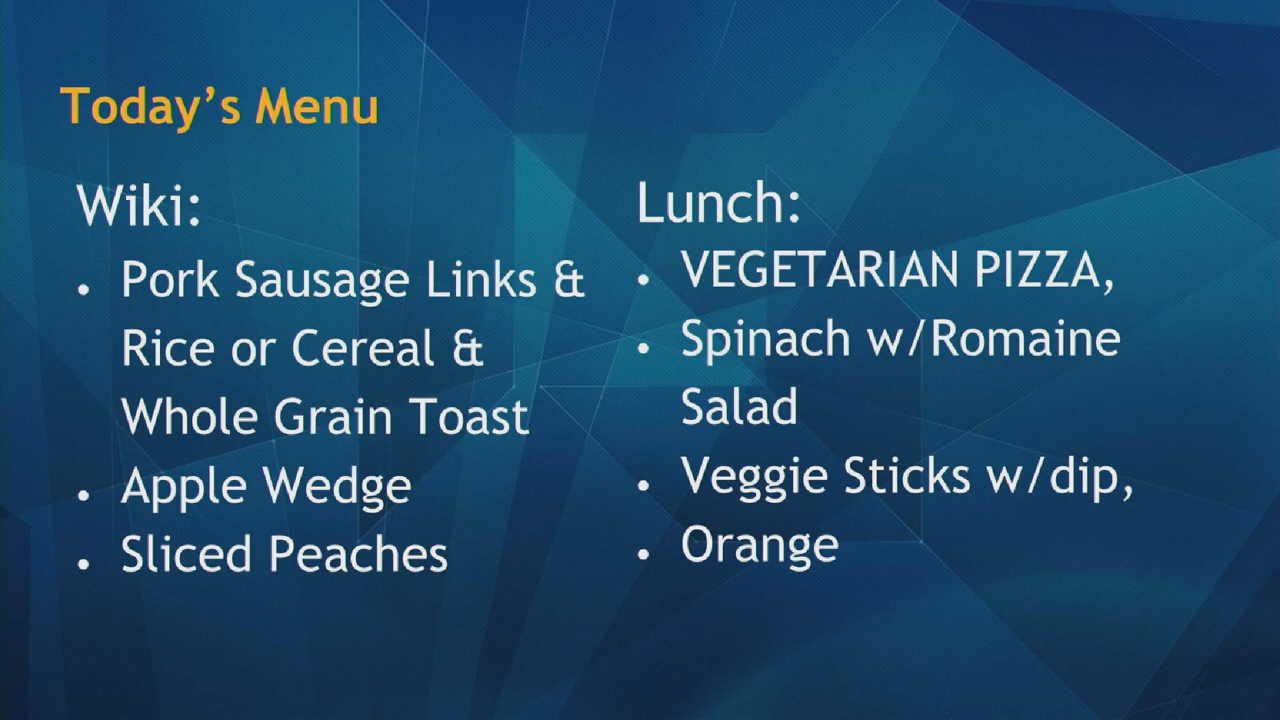 Today’s Menu
Wiki:
• Pork Sausage Links &
Rice or Cereal &
Whole Grain Toast
• Apple Wedge
• Sliced Peaches
Lunch:
• VEGETARIAN PIZZA,
• Spinach w/Romaine
Salad
• Veggie Sticks w/dip,
• Orange